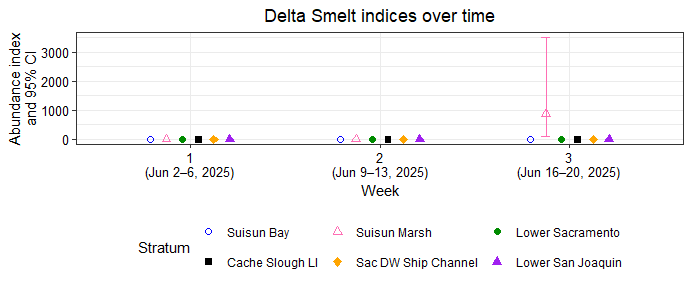 Delta Smelt indices over time
Abundance index
and 95% CI
3000
2000
1000
0
1
(Jun 2–6, 2025)
2
(Jun 9–13, 2025)
3
(Jun 16–20, 2025)
Week
Stratum
Suisun Bay
Suisun Marsh
Lower Sacramento
Cache Slough LI
Sac DW Ship Channel
Lower San Joaquin